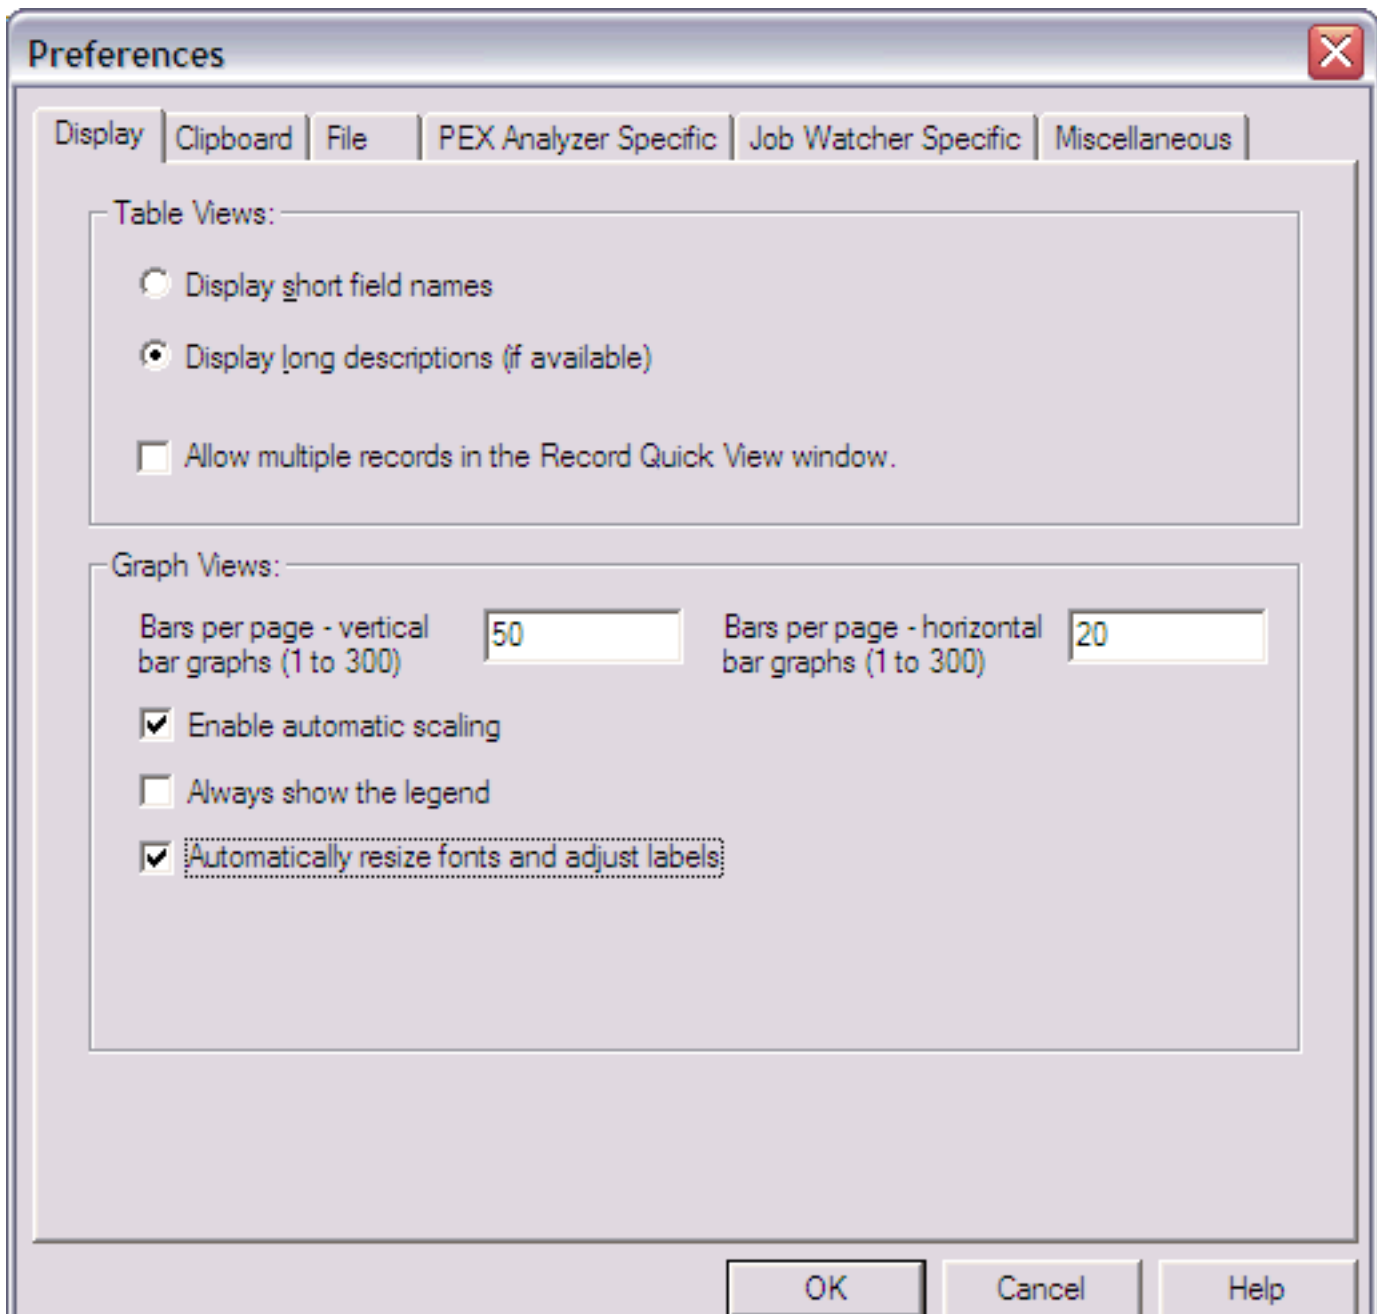 Preferences
Display Clipboard File PEX Analyzer Specific Job Watcher Specific Miscellaneous
Table Views:
Display short field names
Display long descriptions (if available)
Allow multiple records in the Record Quick View window.
Graph Views:
Bars per page - vertical
bar graphs (1 to 300)
50
Bars per page - horizontal
bar graphs (1 to 300)
20
Enable automatic scaling
Always show the legend
Automatically resize fonts and adjust labels
OK Cancel Help